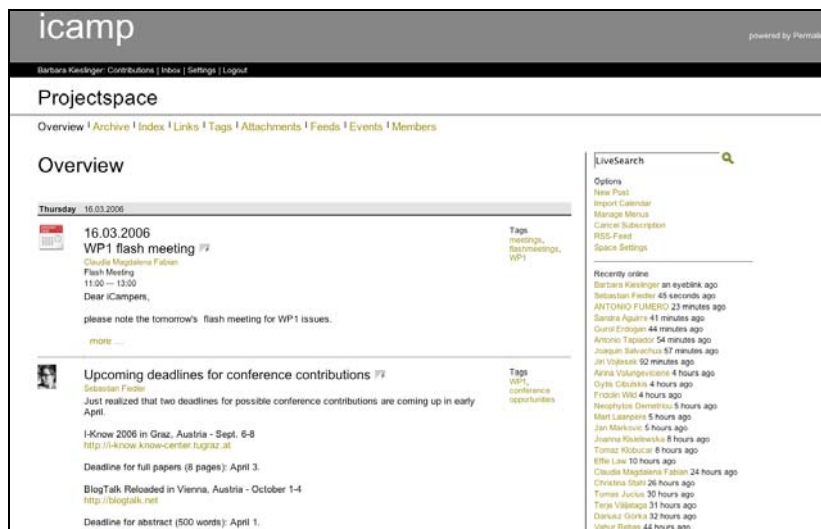 icamp
powered by Permali
Barbara Kieslinger: Contributions | Inbox | Settings | Logout
Projectspace
Overview | Archive | Index | Links | Tags | Attachments | Feeds | Events | Members
Overview
Thursday 16.03.2006
16.03.2006
WP1 flash meeting
Claudia Magdalena Fabian
Flash Meeting
11:00 — 13:00
Dear iCampers,
please note the tomorrow's flash meeting for WP1 issues.
more ...
Tags
meetings,
flashmeetings,
WP1
Upcoming deadlines for conference contributions
Sebastian Fiedler
Just realized that two deadlines for possible conference contributions are coming up in early
April.
I-Know 2006 in Graz, Austria - Sept. 6-8
http://i-know.know-center.tugraz.at
Deadline for full papers (8 pages): April 3.
BlogTalk Reloaded in Vienna, Austria - October 1-4
http://blogtalk.net
Deadline for abstract (500 words): April 1.
Tags
WP1,
conference
opportunities
LiveSearch
Options
New Post
Import Calendar
Manage Menus
Cancel Subscription
RSS-Feed
Space Settings
Recently online
Barbara Kieslinger an eyeblink ago
Sebastian Fiedler 45 seconds ago
ANTONIO FUMERO 23 minutes ago
Sandra Aguirre 41 minutes ago
Gurol Erdogan 44 minutes ago
Antonio Tapiador 54 minutes ago
Joaquin Salvachua 57 minutes ago
Jiri Vojtesek 92 minutes ago
Airina Volungeviciene 4 hours ago
Gytis Cibulskis 4 hours ago
Fridolin Wild 4 hours ago
Neophytos Demetriou 5 hours ago
Mart Laanpere 5 hours ago
Jan Markovic 5 hours ago
Joanna Kisielewska 8 hours ago
Tomaz Klobucar 8 hours ago
Effie Law 10 hours ago
Claudia Magdalena Fabian 24 hours ago
Christina Stahl 26 hours ago
Tomas Jucius 30 hours ago
Terje Väljataga 31 hours ago
Dariusz Górka 32 hours ago
44 hours ago